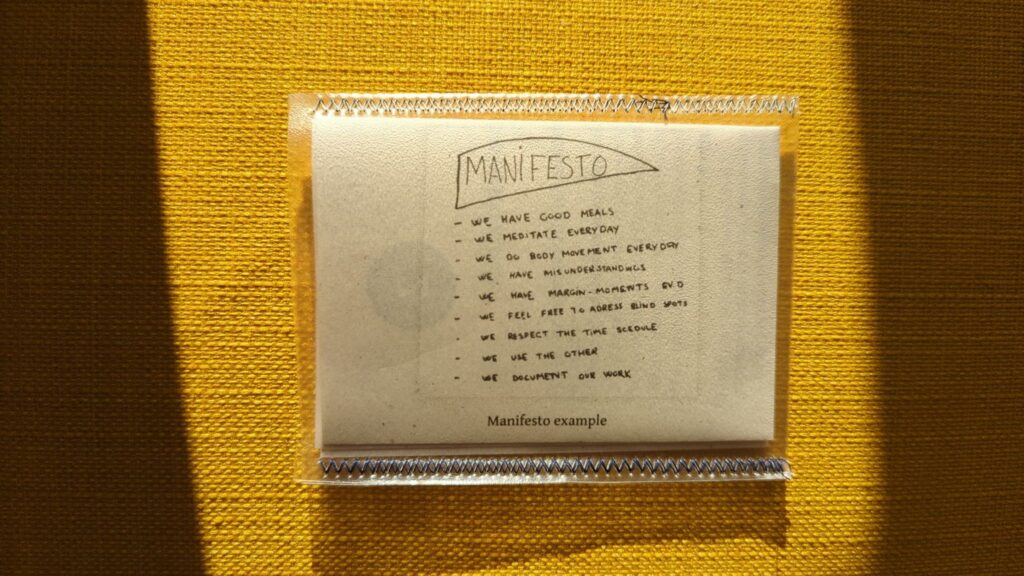 MANiFESTO
- WE HAVE GOOD MEALS
- WE MEDITATE EVERYDAY
- WE DO BODY MOVEMENT EVERYDAY
- WE HAVE MISUNDERSTANDINGS
- WE HAVE MARGIN-MOMENTS EV.D
- WE FEEL FREE TO ADRESS BLIND SPOTS
- WE RESPECT THE TIME SCEDULE
- WE USE THE OTHER
- WE DOCUMENT OUR WORK
Manifesto example